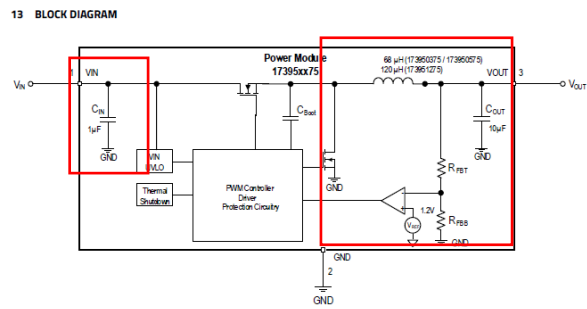 13 BLOCK DIAGRAM
Power Module
17395xx75
68 µH (173950375 / 173950575)
120 µH (173951275)
1
VIN
VOUT
3
VIN
VOUT
CIN
1µF
GND
CBoot
COUT
10µF
GND
VIN
UVLO
GND
RFBT
Thermal
Shutdown
PWM Controller
Driver
Protection Circuitry
1.2V
RFBB
GND
GND
2
GND